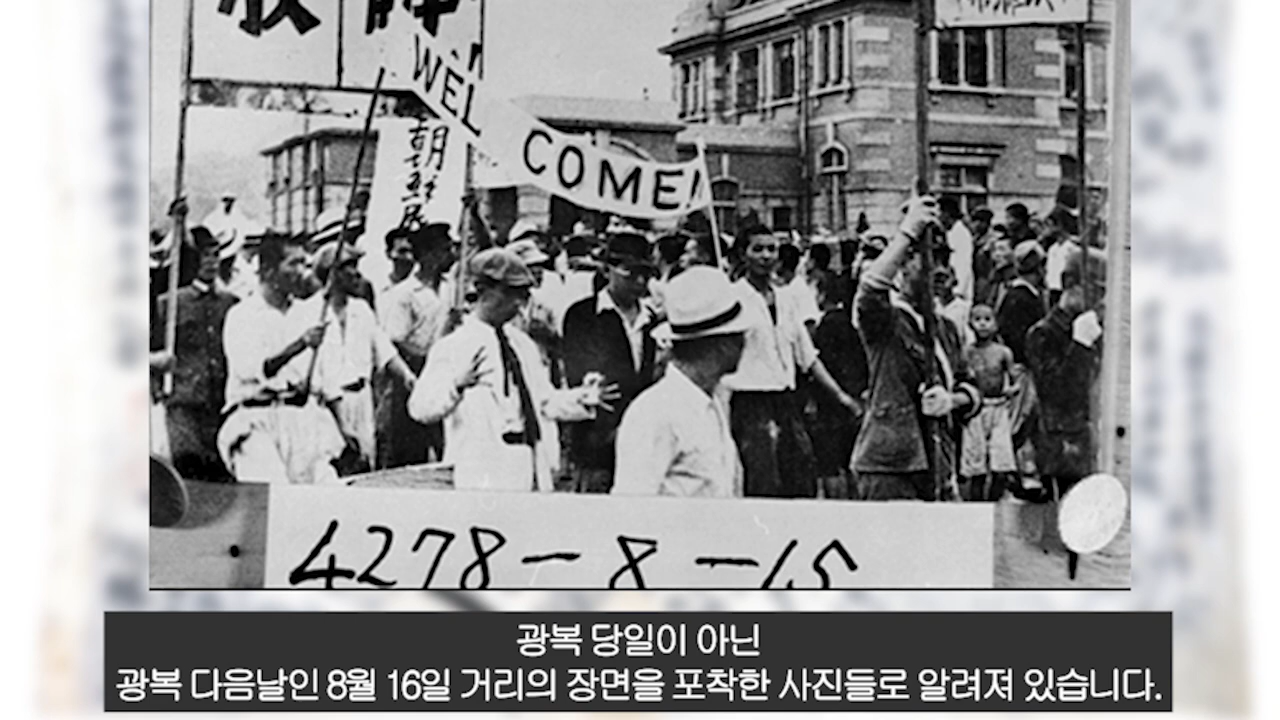 WEL
COME!
朝鮮
4278-8-15
광복 당일이 아닌
광복 다음날인 8월 16일 거리의 장면을 포착한 사진들로 알려져 있습니다.